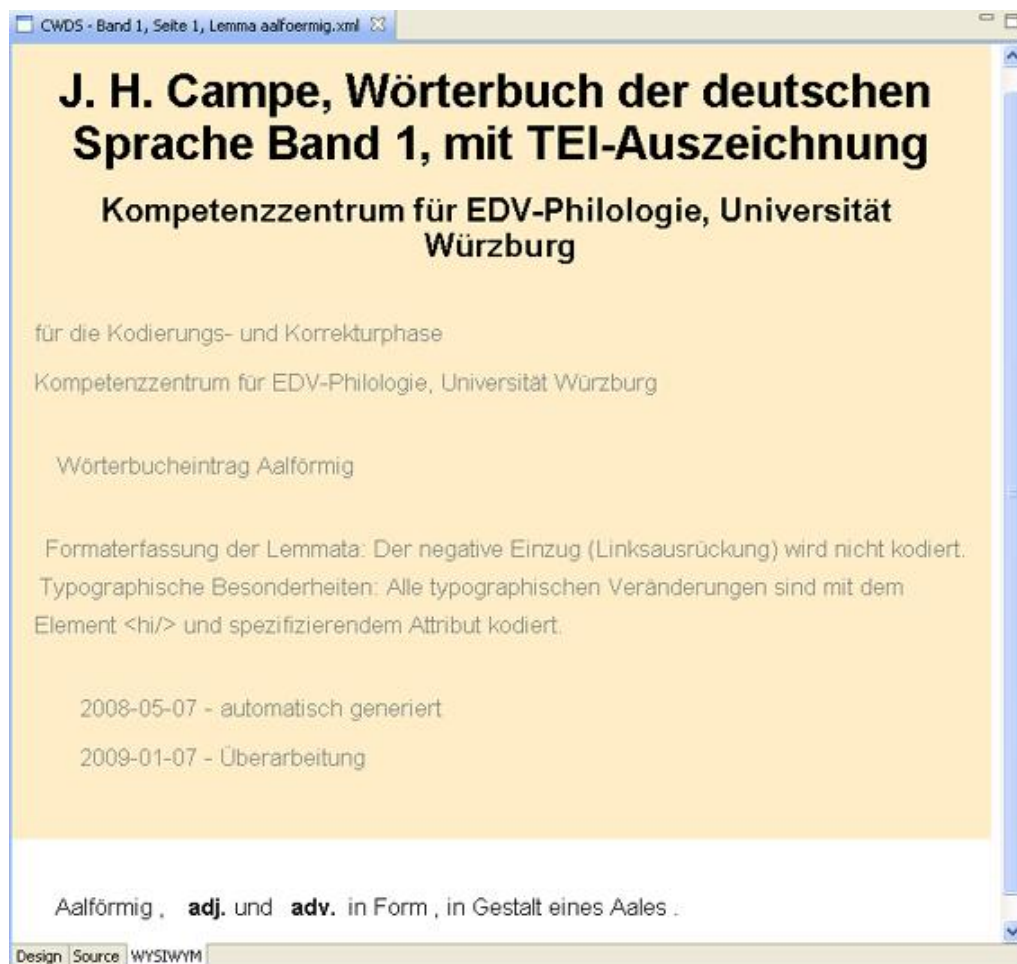 CWDS - Band 1, Seite 1, Lemma aalfoermig.xml
J. H. Campe, Wörterbuch der deutschen
Sprache Band 1, mit TEI-Auszeichnung
Kompetenzzentrum für EDV-Philologie, Universität
Würzburg
für die Kodierungs- und Korrekturphase
Kompetenzzentrum für EDV-Philologie, Universität Würzburg
Wörterbucheintrag Aalförmig
Formaterfassung der Lemmata: Der negative Einzug (Linksausrückung) wird nicht kodiert.
Typographische Besonderheiten: Alle typographischen Veränderungen sind mit dem
Element <hi/> und spezifizierendem Attribut kodiert.
2008-05-07 - automatisch generiert
2009-01-07 - Überarbeitung
Aalförmig , adj. und adv. in Form , in Gestalt eines Aales .
Design Source WYSIWYM